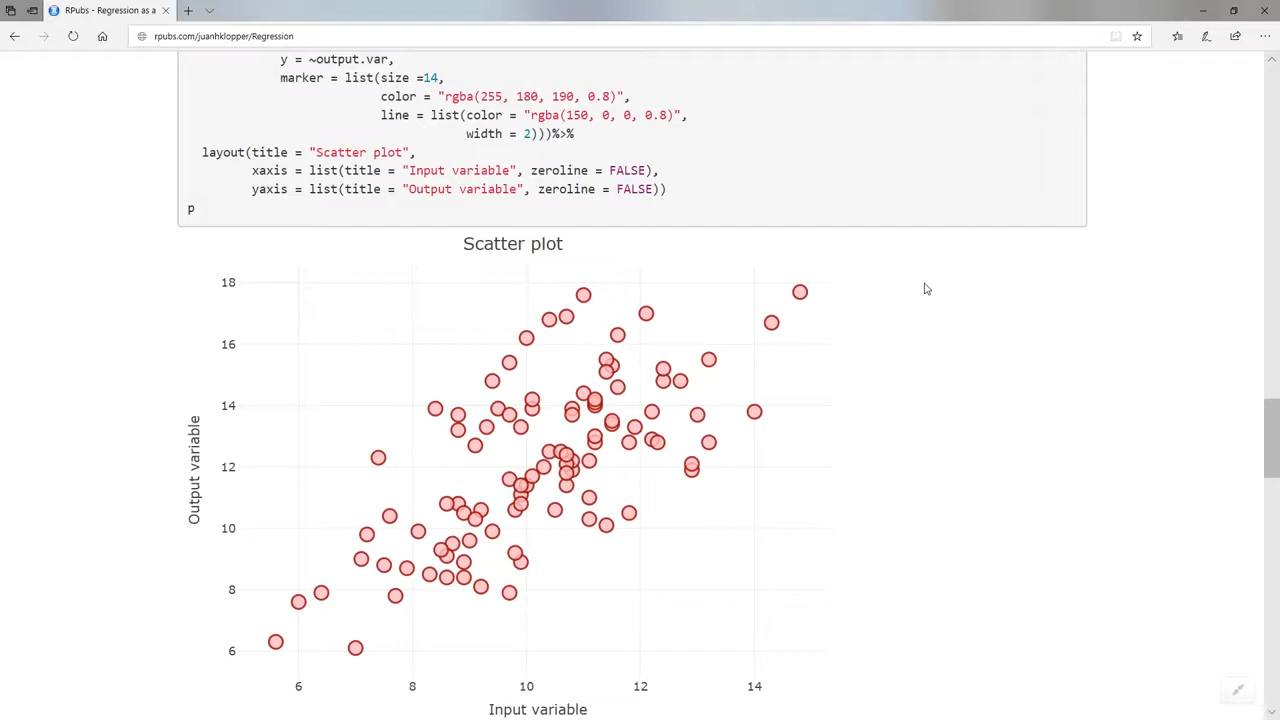 RPubs - Regression as a
rpubs.com/juanhklopper/Regression
y = ~output.var,
marker = list(size =14,
color = "rgba(255, 180, 190, 0.8)",
line = list(color = "rgba(150, 0, 0, 0.8)",
width = 2)))%>%
layout(title = "Scatter plot",
xaxis = list(title = "Input variable", zeroline = FALSE),
yaxis = list(title = "Output variable", zeroline = FALSE))
p
Scatter plot
18
16
14
12
10
8
6
Output variable
6 8 10 12 14
Input variable